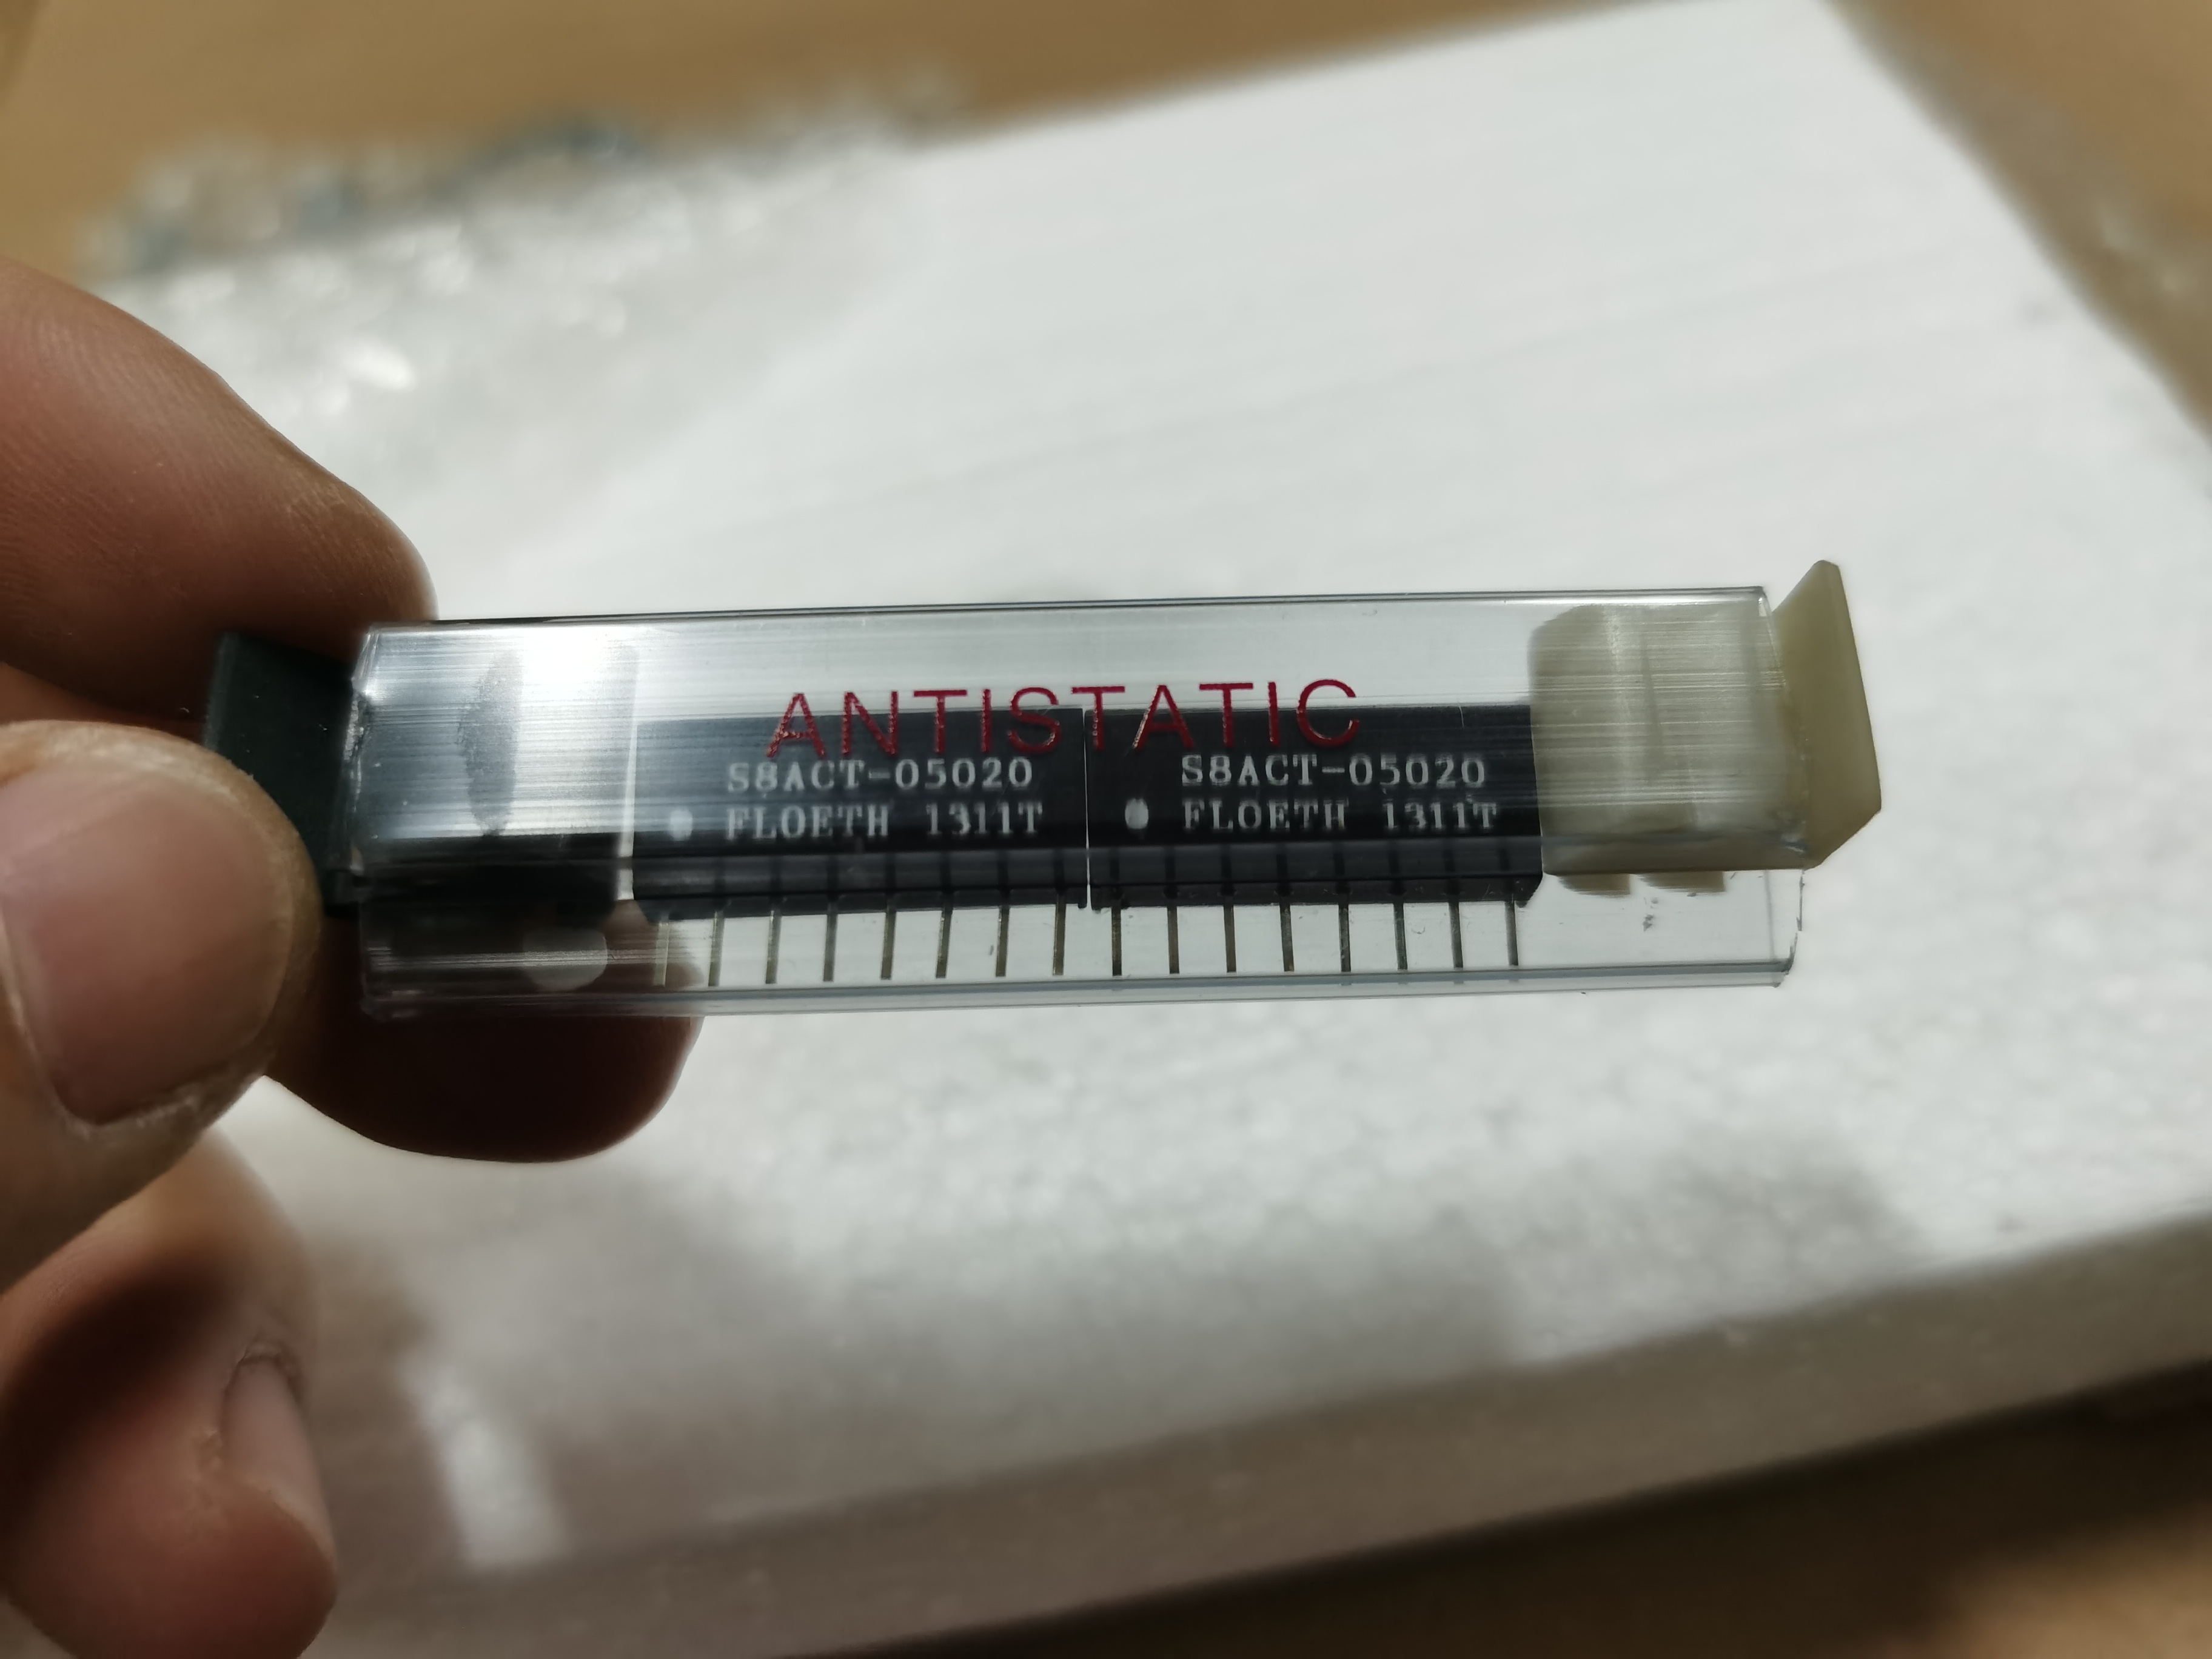 ANTISTATIC
S8ACT-05020
FLOETH 1311T
S8ACT-05020
FLOETH 1311T